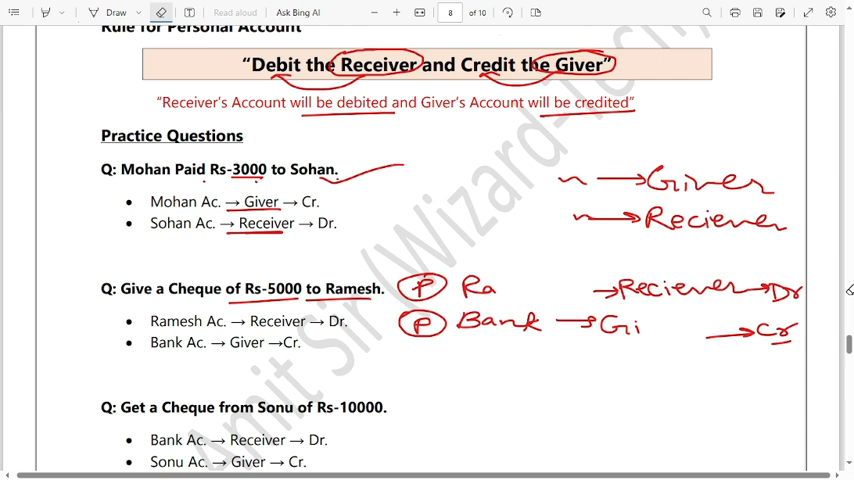 Draw Read aloud Ask Bing AI 8 of 10
Rule for Personal Account
“Debit the Receiver and Credit the Giver”
“Receiver’s Account will be debited and Giver’s Account will be credited”
Practice Questions
Q: Mohan Paid Rs-3000 to Sohan.
• Mohan Ac. → Giver → Cr.
→ Giver
• Sohan Ac. → Receiver → Dr.
→ Reciever
Q: Give a Cheque of Rs-5000 to Ramesh.
P Ra → Reciever → Dr
• Ramesh Ac. → Receiver → Dr.
P Bank → Gi → Cr
• Bank Ac. → Giver →Cr.
Q: Get a Cheque from Sonu of Rs-10000.
• Bank Ac. → Receiver → Dr.
• Sonu Ac. → Giver → Cr.
Amit Sir (Wizard-Tech)